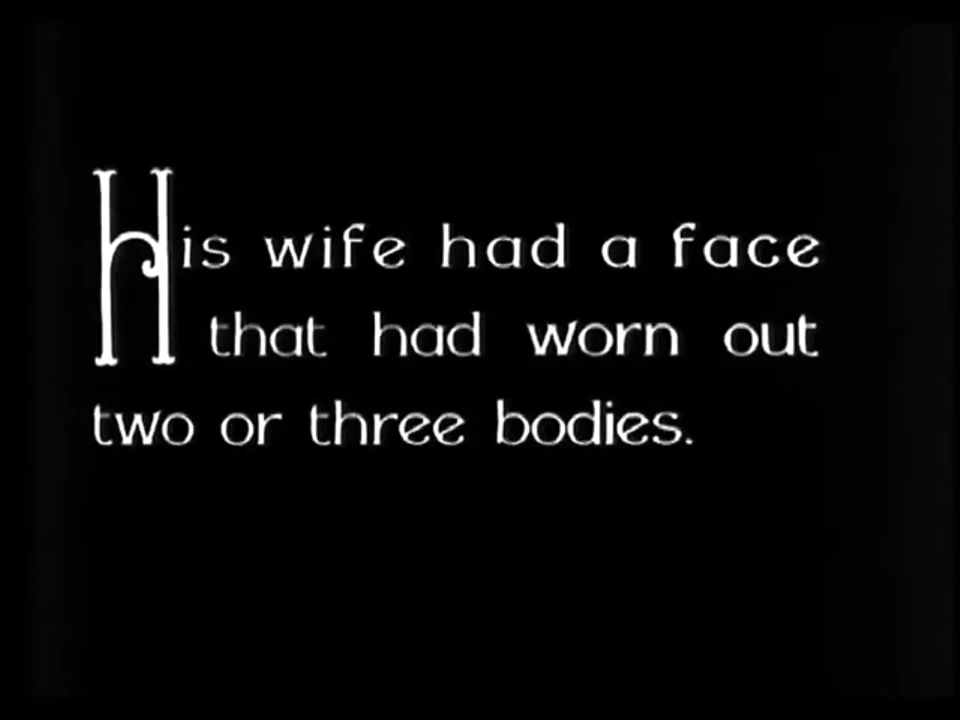 His wife had a face
that had worn out
two or three bodies.